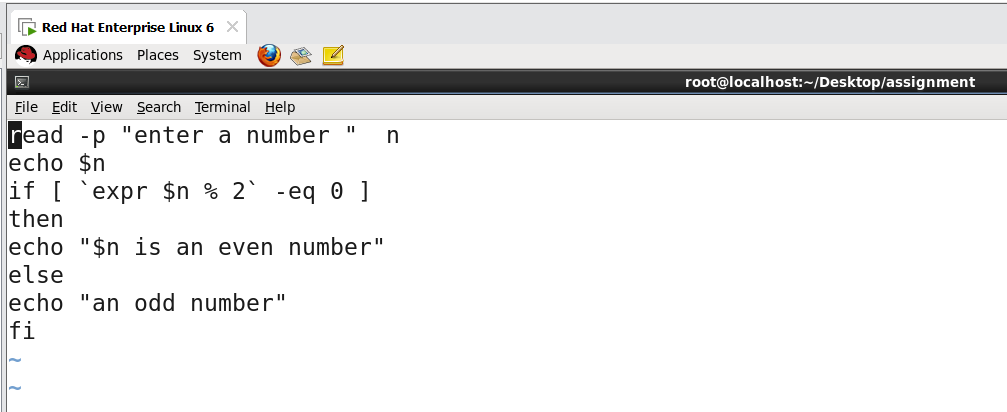 Red Hat Enterprise Linux 6
Applications Places System
root@localhost:~/Desktop/assignment
File Edit View Search Terminal Help
read -p "enter a number "  n
echo $n
if [ `expr $n % 2` -eq 0 ]
then
echo "$n is an even number"
else
echo "an odd number"
fi
~
~